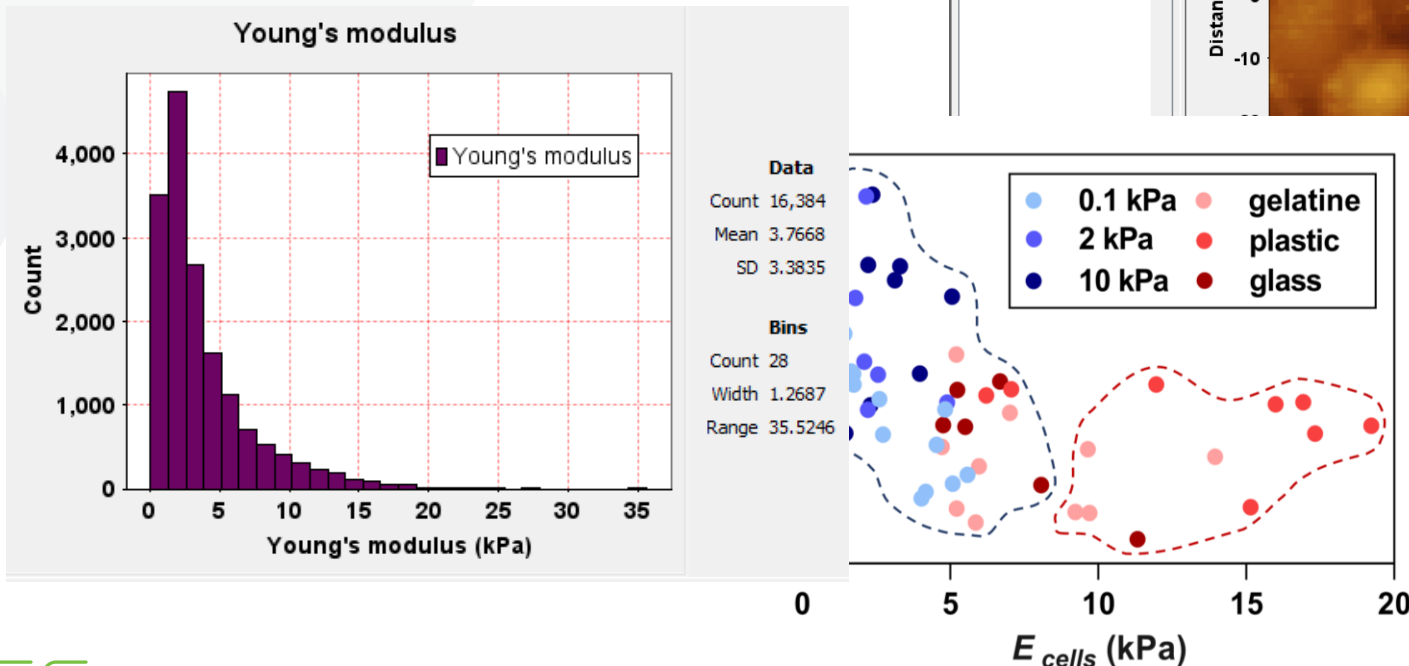 Young's modulus
4,000
3,000
2,000
1,000
0
Count
Young's modulus
0 5 10 15 20 25 30 35
Young's modulus (kPa)
Data
Count 16,384
Mean 3.7668
SD 3.3835
Bins
Count 28
Width 1.2687
Range 35.5246
-10
0.1 kPa gelatine
2 kPa plastic
10 kPa glass
0 5 10 15 20
E cells (kPa)